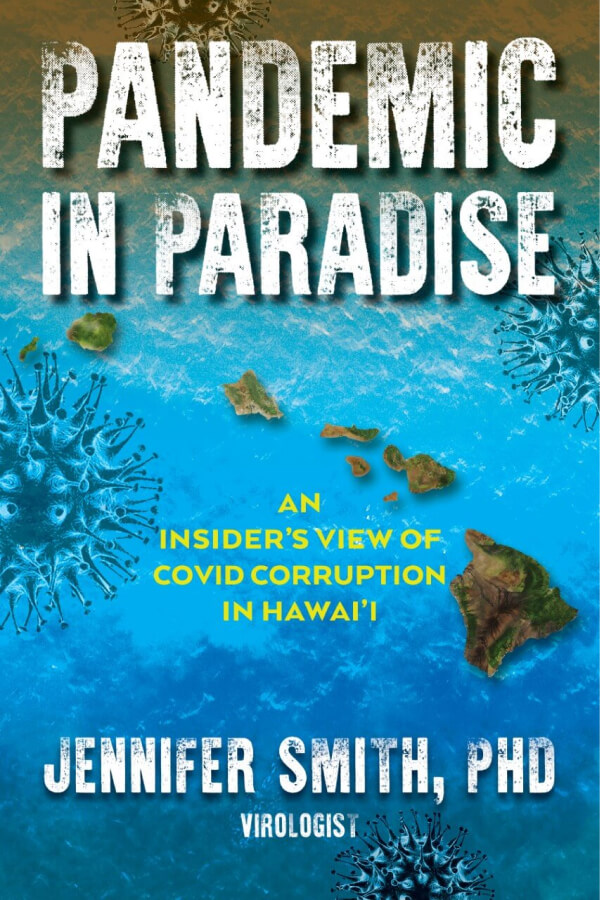 PANDEMIC
IN PARADISE
AN
INSIDER'S VIEW OF
COVID CORRUPTION
IN HAWAI'I
JENNIFER SMITH, PHD
VIROLOGIST